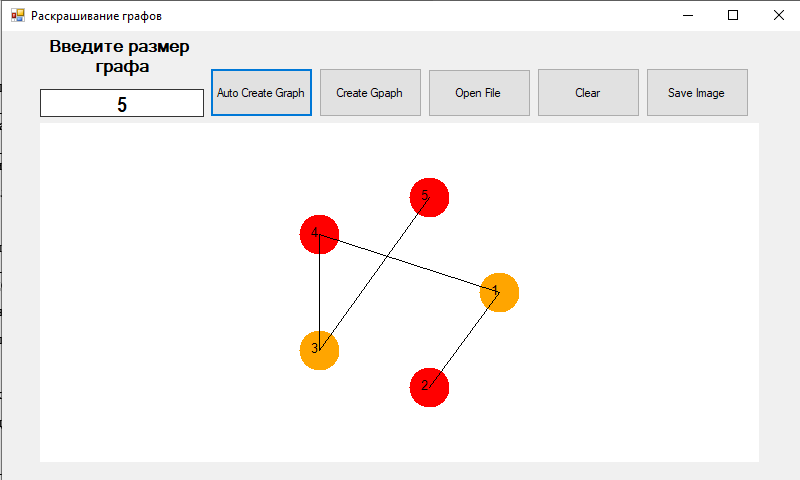 Раскрашивание графов
Введите размер
графа
5
Auto Create Graph
Create Gpaph
Open File
Clear
Save Image
5
4
1
3
2